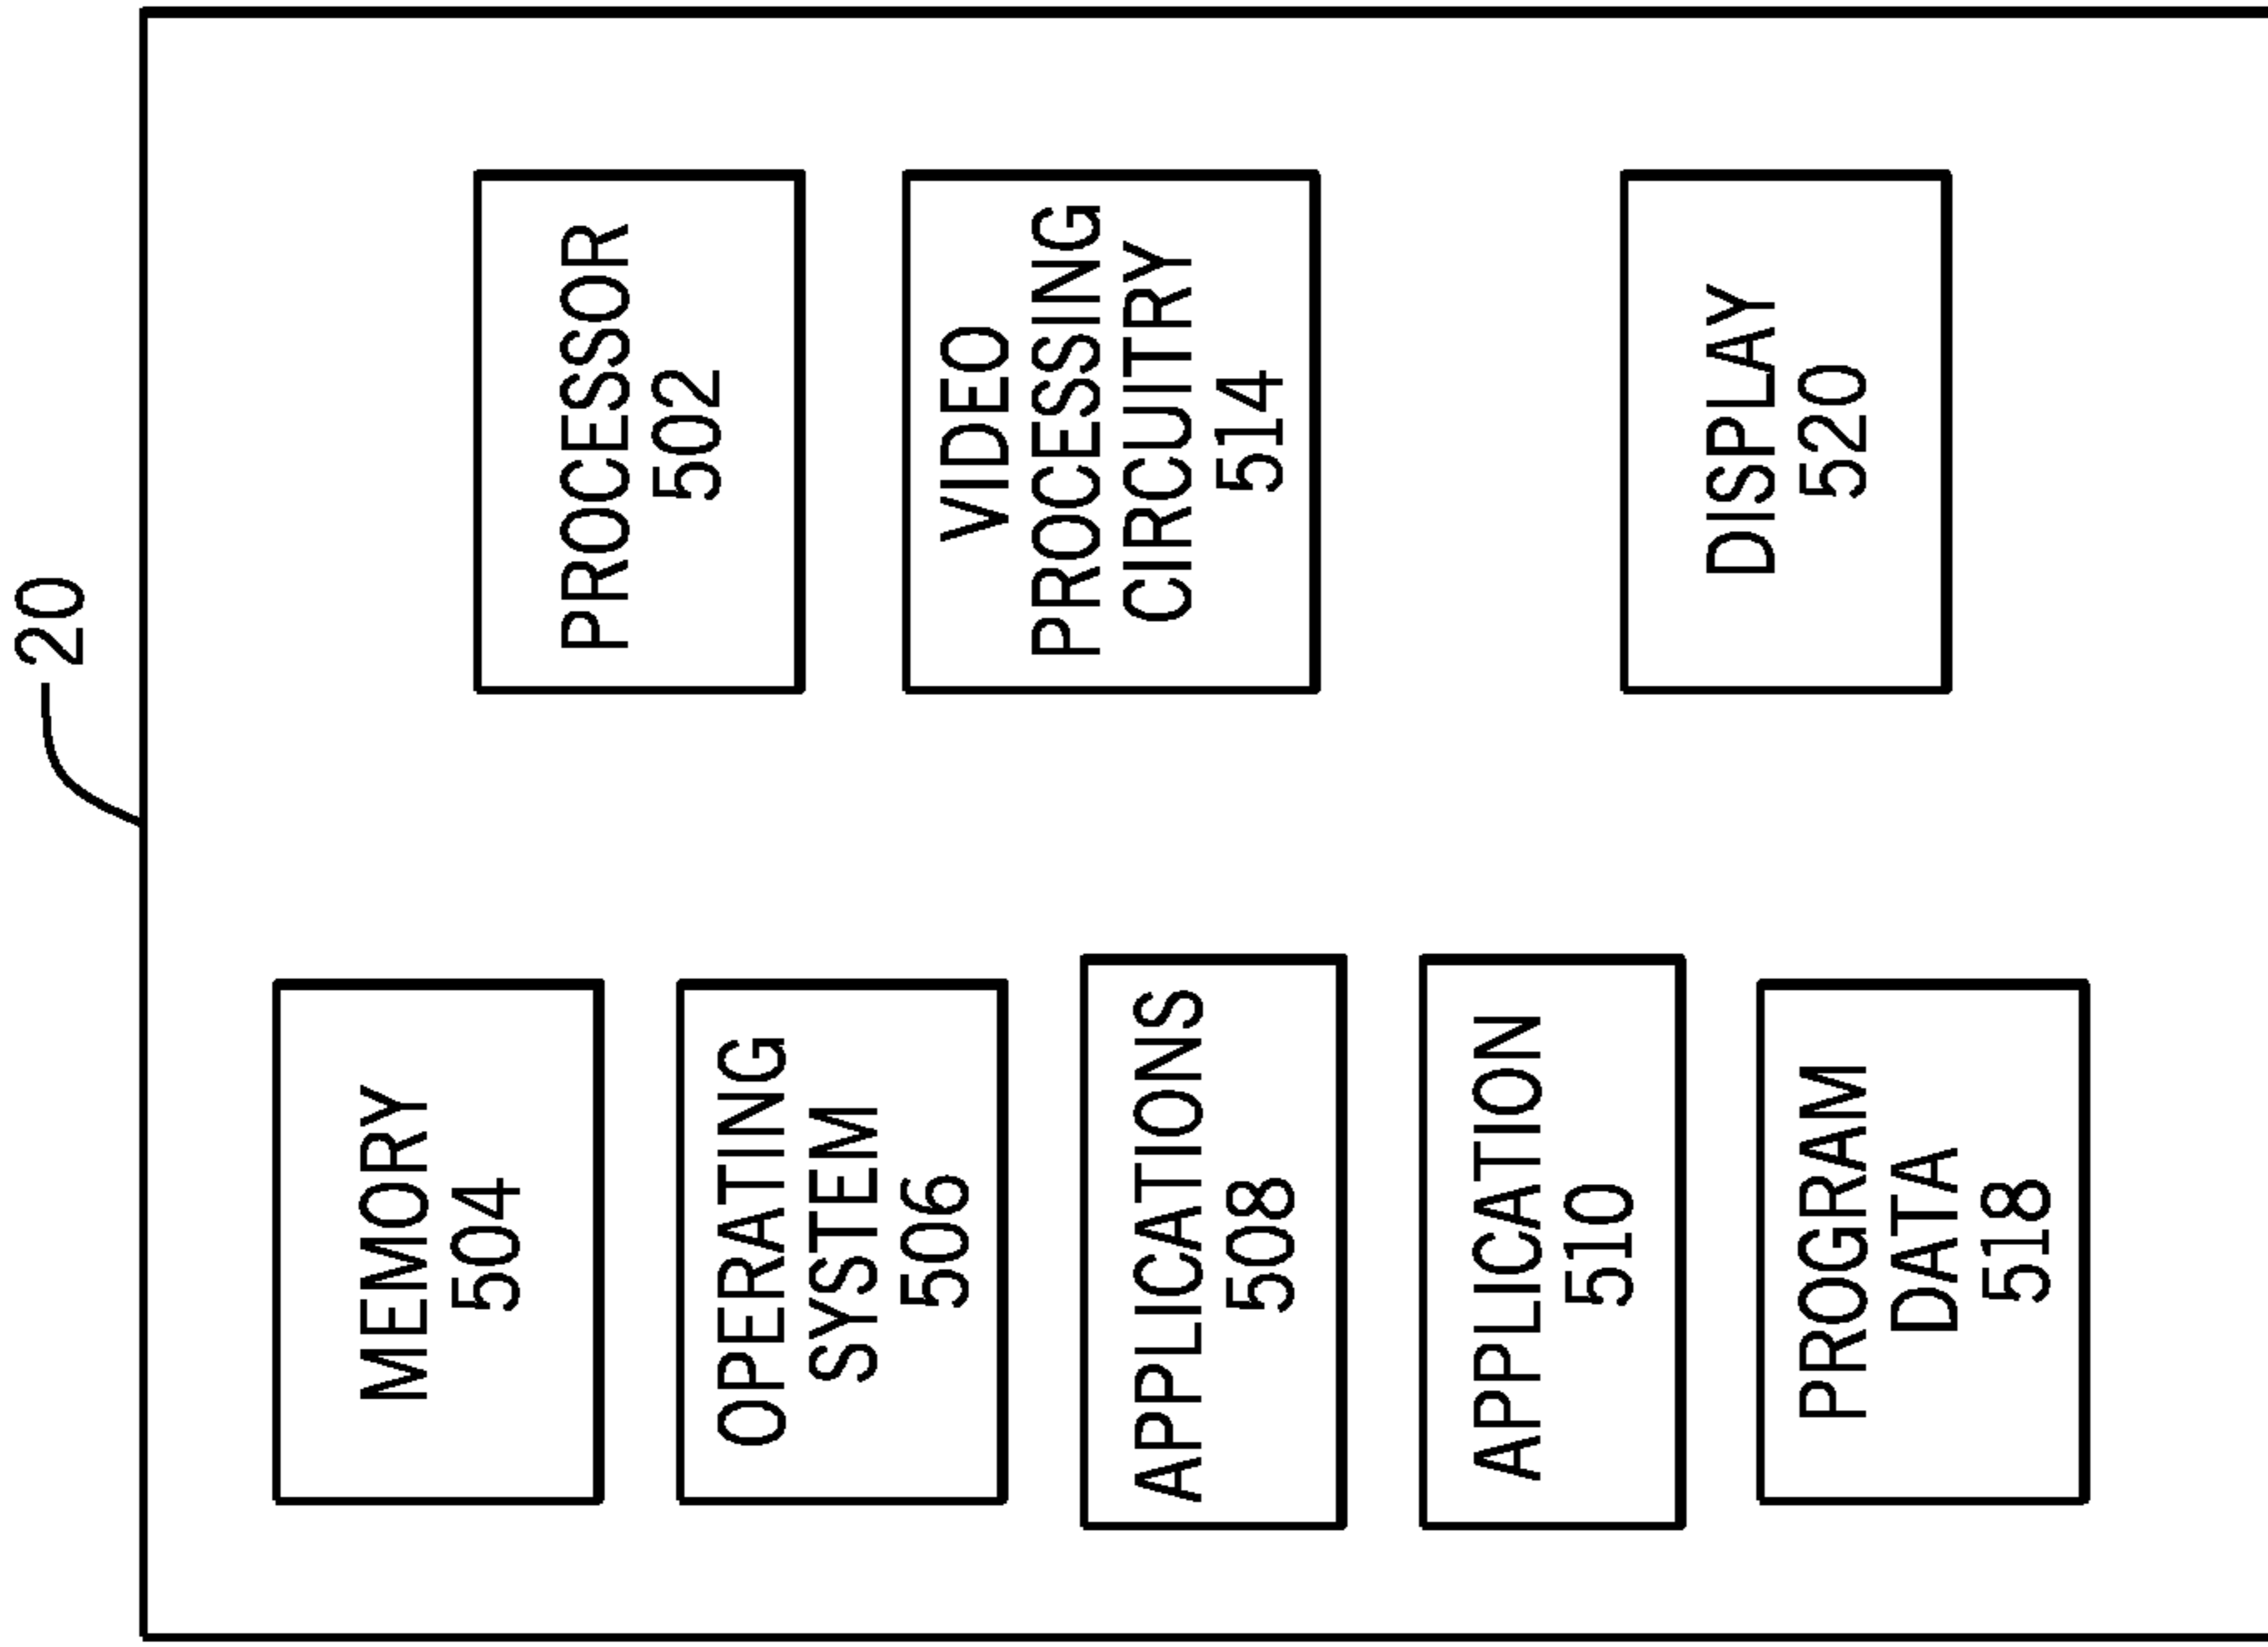 20
MEMORY
504
OPERATING
SYSTEM
506
APPLICATIONS
508
APPLICATION
510
PROGRAM
DATA
518
PROCESSOR
502
VIDEO
PROCESSING
CIRCUITRY
514
DISPLAY
520